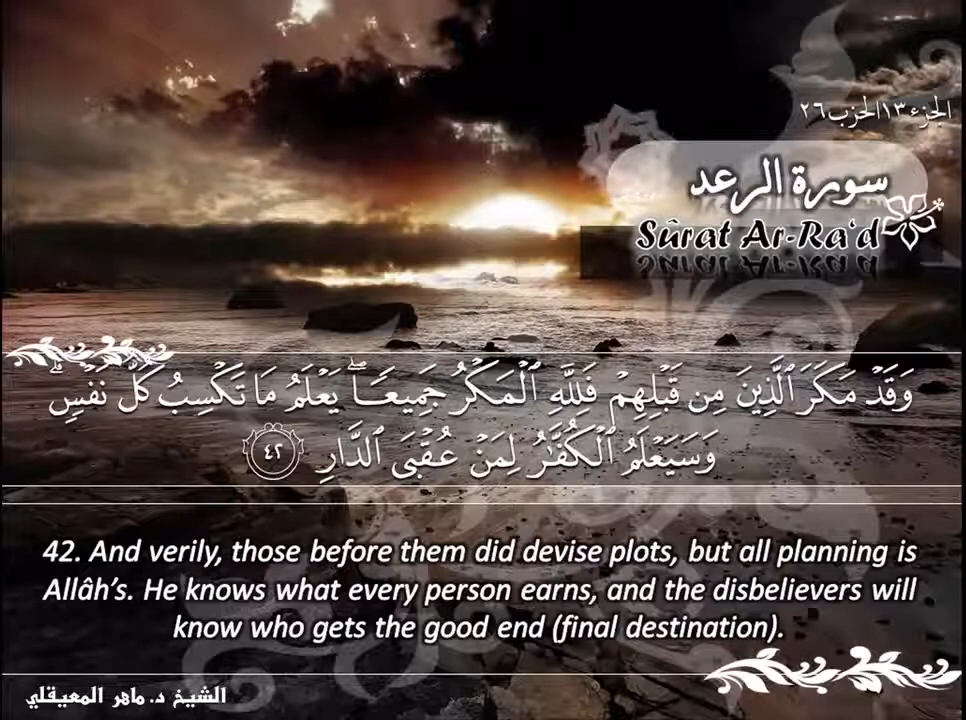 الجزء ١٣ الحزب ٢٦
سورة الرعد
Sûrat Ar-Ra‘d
وَقَدْ مَكَرَ ٱلَّذِينَ مِن قَبْلِهِمْ فَلِلَّهِ ٱلْمَكْرُ جَمِيعًا ۖ يَعْلَمُ مَا تَكْسِبُ كُلُّ نَفْسٍ ۗ
وَسَيَعْلَمُ ٱلْكُفَّٰرُ لِمَنْ عُقْبَى ٱلدَّارِ ٤٢
42. And verily, those before them did devise plots, but all planning is
Allâh’s. He knows what every person earns, and the disbelievers will
know who gets the good end (final destination).
الشيخ د. ماهر المعيقلي